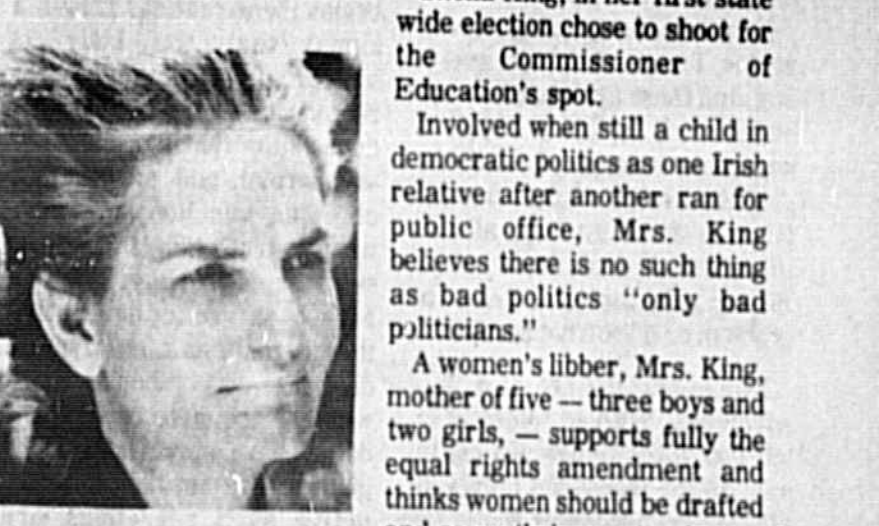 wide election chose to shoot for
the Commissioner of
Education's spot.
Involved when still a child in
democratic politics as one Irish
relative after another ran for
public office, Mrs. King
believes there is no such thing
as bad politics "only bad
politicians."
A women's libber, Mrs. King,
mother of five — three boys and
two girls, — supports fully the
equal rights amendment and
thinks women should be drafted